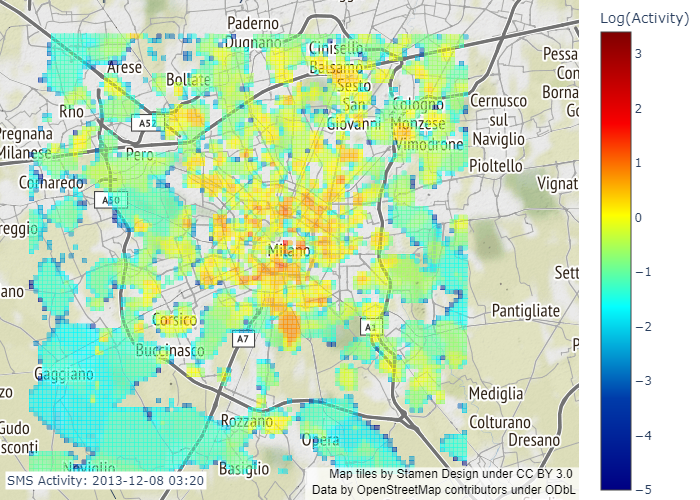 Log(Activity)
3
2
1
0
−1
−2
−3
−4
−5
Paderno
Dugnano
Cinisello
Balsamo
Arese
Bollate
Sesto
San
Giovanni
Cologno
Monzese
Vimodrone
Cernusco
sul
Naviglio
Pioltello
Pessa
Con
Borna
Go
Rho
A52
Pregnana
Milanese
Pero
Cornaredo
A50
Vignat
reggio
Milano
Sett
ano
Pantigliate
Corsico
A1
A7
P
Buccinasco
Gaggiano
zo
Mediglia
Rozzano
Colturano
Opera
Dresano
Gudo
sconti
Noviglio
Basiglio
SMS Activity: 2013-12-08 03:20
Map tiles by Stamen Design under CC BY 3.0
Data by OpenStreetMap contributors under ODbL